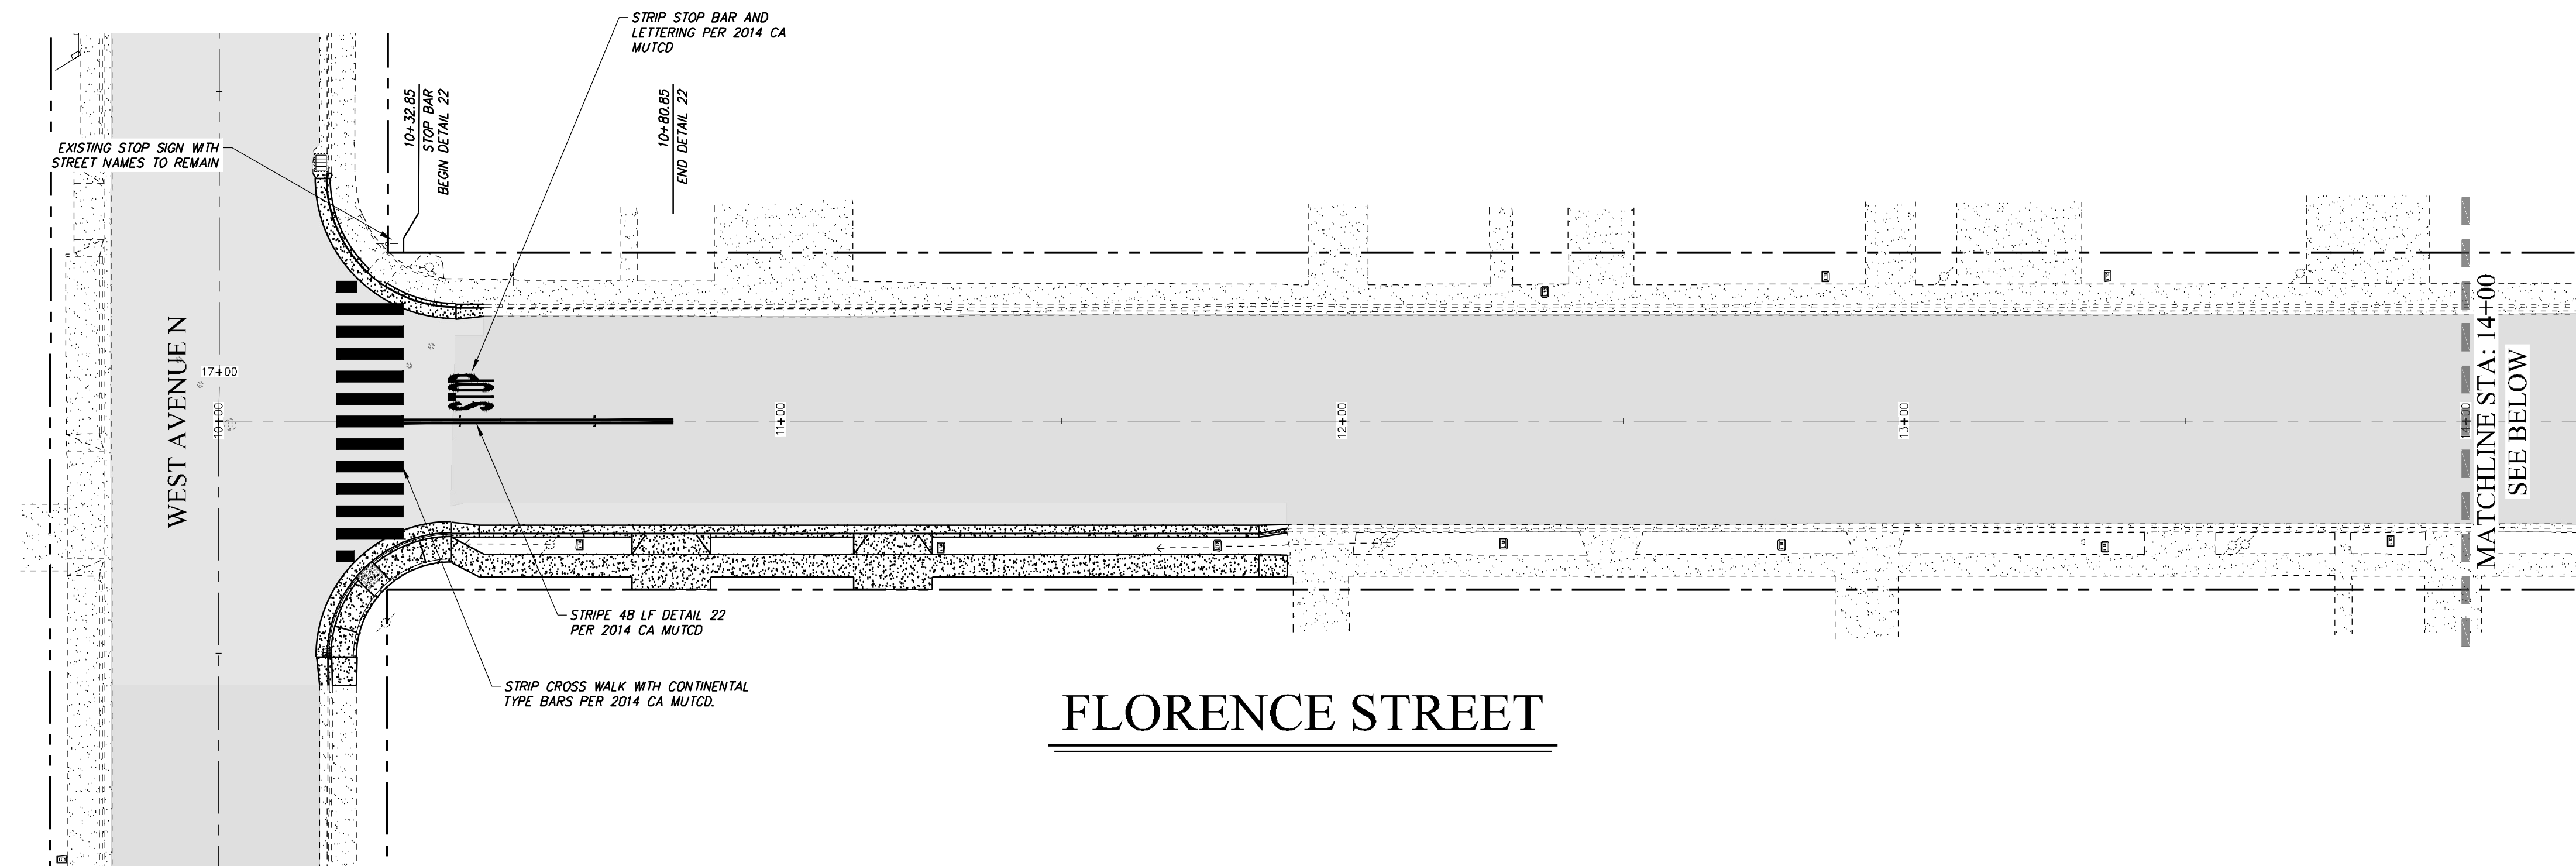 STRIP STOP BAR AND
LETTERING PER 2014 CA
MUTCD
10+32.85
STOP BAR
BEGIN DETAIL 22
10+80.85
END DETAIL 22
EXISTING STOP SIGN WITH
STREET NAMES TO REMAIN
WEST AVENUE N
17+00
10+00
STOP
11+00
12+00
13+00
14+00
MATCHLINE STA: 14+00
SEE BELOW
STRIPE 48 LF DETAIL 22
PER 2014 CA MUTCD
STRIP CROSS WALK WITH CONTINENTAL
TYPE BARS PER 2014 CA MUTCD.
FLORENCE STREET